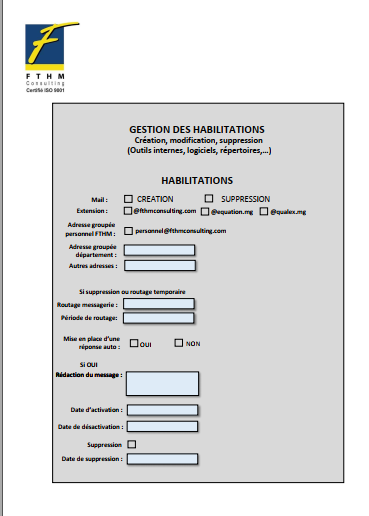 F T H M
Consulting
Certifié ISO 9001
GESTION DES HABILITATIONS
Création, modification, suppression
(Outils internes, logiciels, répertoires,...)
HABILITATIONS
Mail : CREATION SUPPRESSION
Extension : @fthmconsulting.com @equation.mg @qualex.mg
Adresse groupée
personnel FTHM : personnel@fthmconsulting.com
Adresse groupée
département :
Autres adresses :
Si suppression ou routage temporaire
Routage messagerie :
Période de routage:
Mise en place d'une
réponse auto : OUI NON
Si OUI
Rédaction du message :
Date d'activation :
Date de désactivation :
Suppression
Date de suppression :